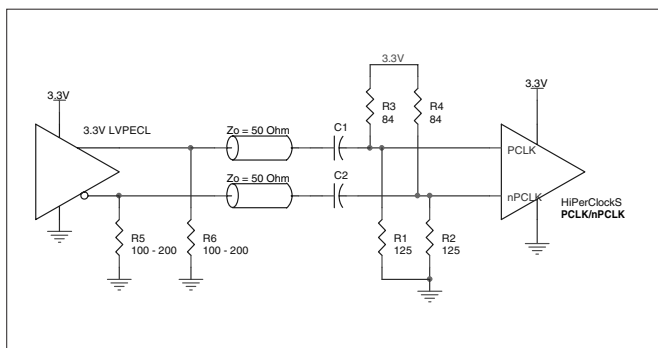 3.3V
3.3V
3.3V
3.3V LVPECL
R3
84
R4
84
Zo = 50 Ohm
C1
PCLK
Zo = 50 Ohm
C2
nPCLK
HiPerClockS
PCLK/nPCLK
R5
100 - 200
R6
100 - 200
R1
125
R2
125